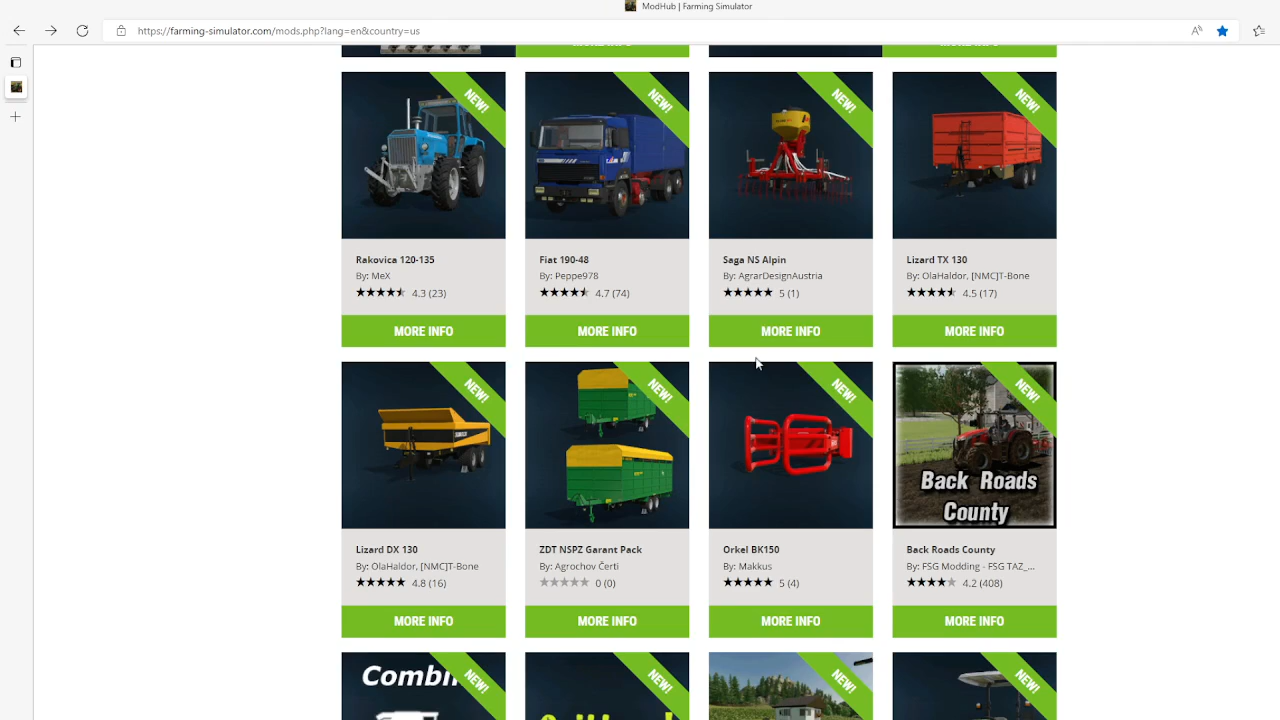 ModHub | Farming Simulator
https://farming-simulator.com/mods.php?lang=en&country=us
NEW! NEW! NEW! NEW!
Rakovica 120-135
By: MeX
4.3 (23)
MORE INFO
Fiat 190-48
By: Peppe978
4.7 (74)
MORE INFO
Saga NS Alpin
By: AgrarDesignAustria
5 (1)
MORE INFO
Lizard TX 130
By: OlaHaldor, [NMC]T-Bone
4.5 (17)
MORE INFO
NEW! NEW! NEW! NEW!
Back Roads
County
Lizard DX 130
By: OlaHaldor, [NMC]T-Bone
4.8 (16)
MORE INFO
ZDT NSPZ Garant Pack
By: Agrochov Čerti
0 (0)
MORE INFO
Orkel BK150
By: Makkus
5 (4)
MORE INFO
Back Roads County
By: FSG Modding - FSG TAZ_...
4.2 (408)
MORE INFO
NEW! NEW! NEW! NEW!